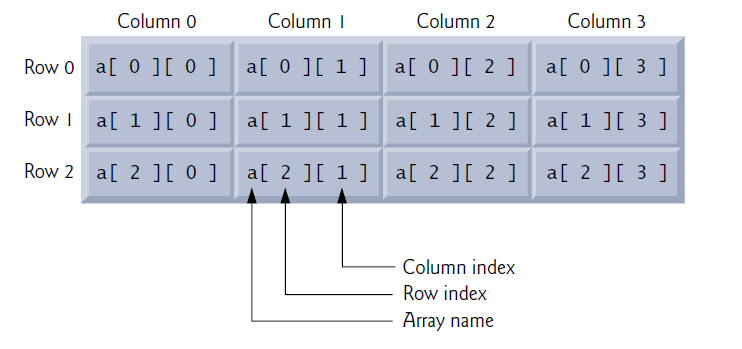 Column 0 Column 1 Column 2 Column 3
Row 0 a[ 0 ][ 0 ] a[ 0 ][ 1 ] a[ 0 ][ 2 ] a[ 0 ][ 3 ]
Row 1 a[ 1 ][ 0 ] a[ 1 ][ 1 ] a[ 1 ][ 2 ] a[ 1 ][ 3 ]
Row 2 a[ 2 ][ 0 ] a[ 2 ][ 1 ] a[ 2 ][ 2 ] a[ 2 ][ 3 ]
Column index
Row index
Array name